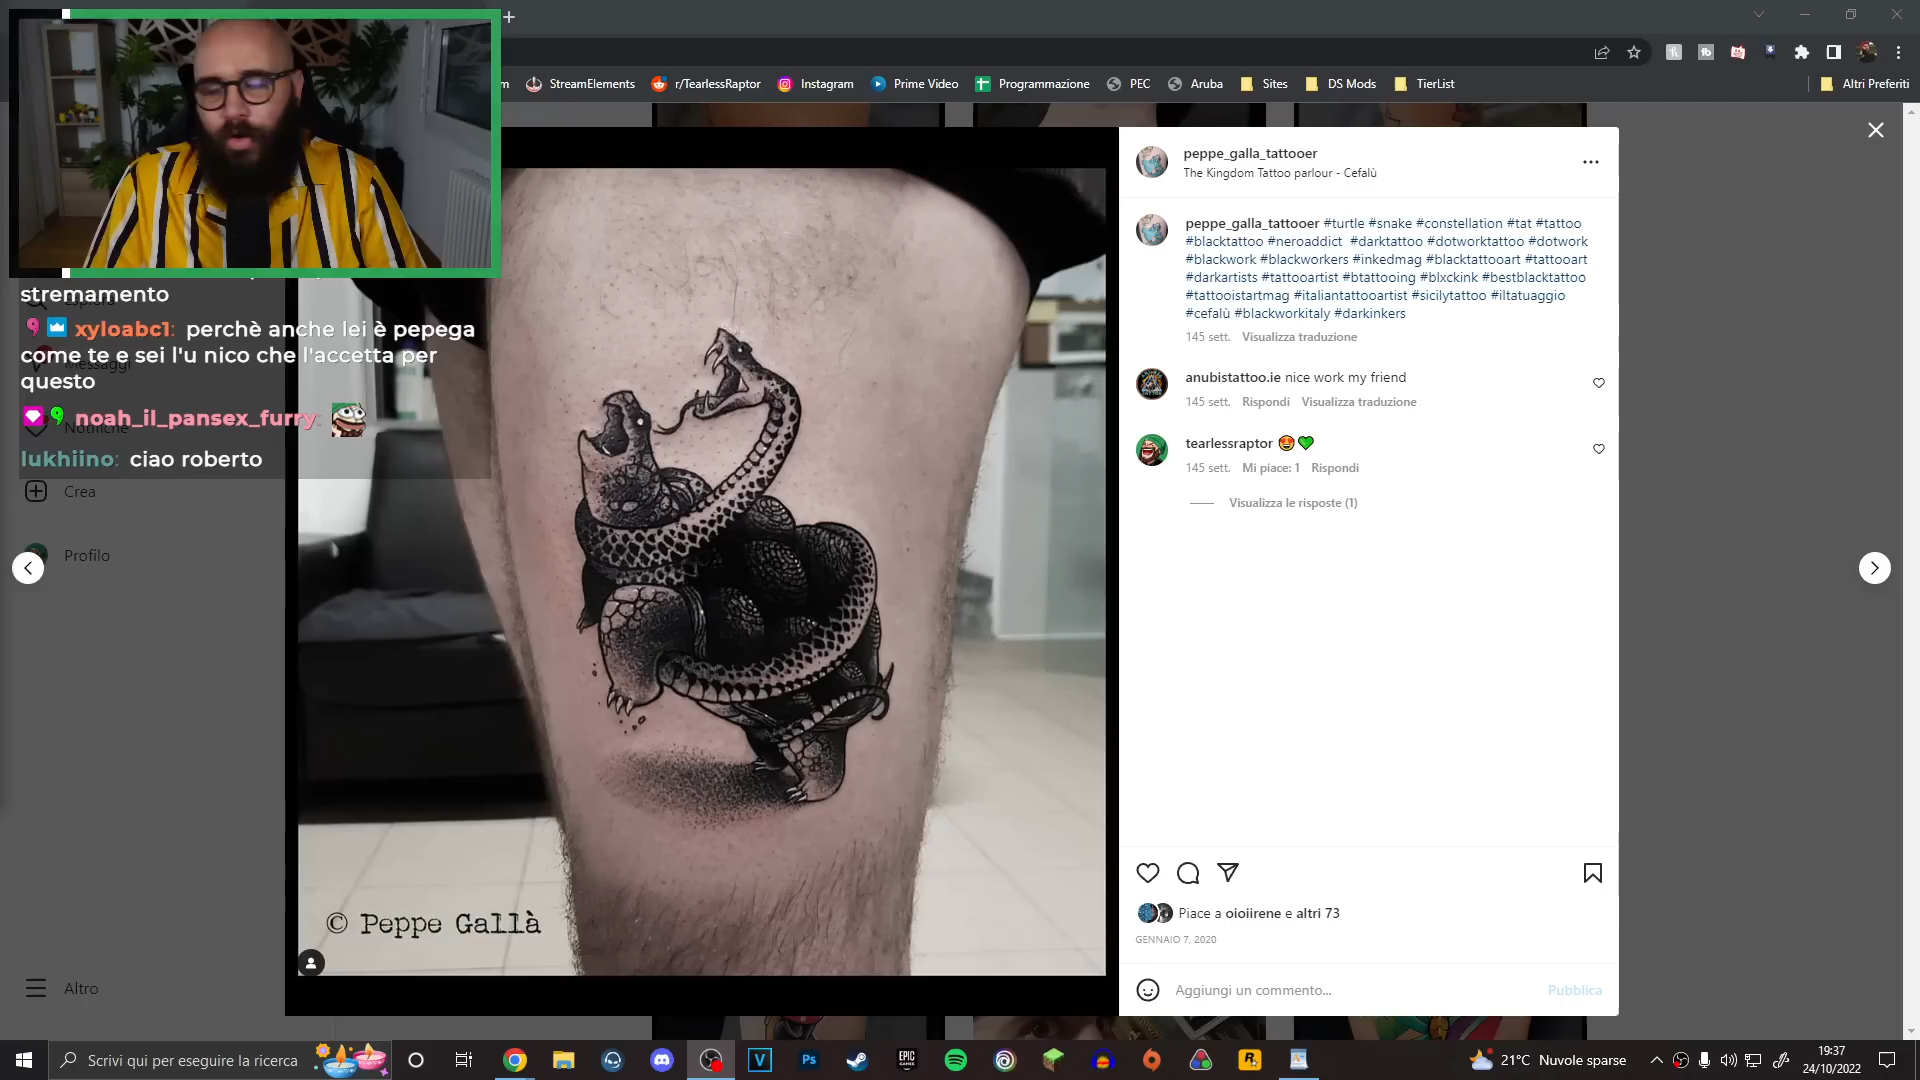 StreamElements
r/TearlessRaptor
Instagram
Prime Video
Programmazione
PEC
Aruba
Sites
DS Mods
TierList
Altri Preferiti
stremamento
xyloabc1: perchè anche lei è pepega
come te e sei l'u nico che l'accetta per
questo
Messaggi
noah_il_pansex_furry:
Notifiche
lukhiino: ciao roberto
Crea
Profilo
Altro
© Peppe Gallà
peppe_galla_tattooer
The Kingdom Tattoo parlour - Cefalù
peppe_galla_tattooer #turtle #snake #constellation #tat #tattoo
#blacktattoo #neroaddict #darktattoo #dotworktattoo #dotwork
#blackwork #blackworkers #inkedmag #blacktattooart #tattooart
#darkartists #tattooartist #btattooing #blxckink #bestblacktattoo
#tattooistartmag #italiantattooartist #sicilytattoo #iltatuaggio
#cefalù #blackworkitaly #darkinkers
145 sett. Visualizza traduzione
anubistattoo.ie nice work my friend
145 sett. Rispondi Visualizza traduzione
tearlessraptor 😍💚
145 sett. Mi piace: 1 Rispondi
Visualizza le risposte (1)
Piace a oioiirene e altri 73
GENNAIO 7, 2020
Aggiungi un commento...
Pubblica
Scrivi qui per eseguire la ricerca
21°C Nuvole sparse
19:37
24/10/2022